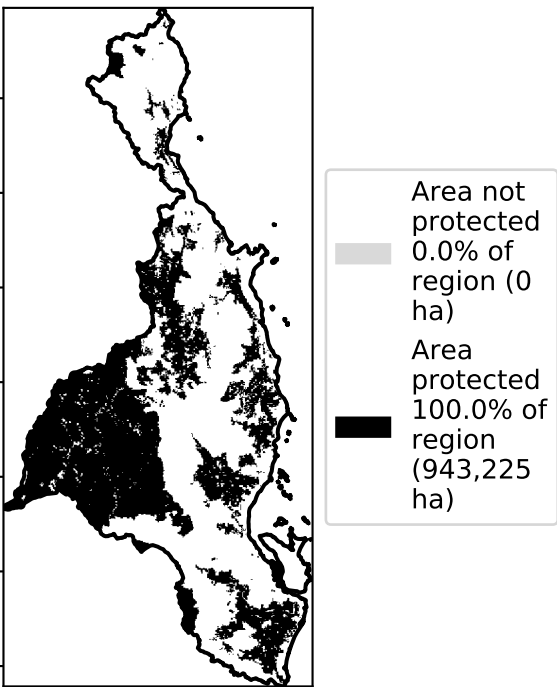 Area not
protected
0.0% of
region (0
ha)
Area
protected
100.0% of
region
(943,225
ha)